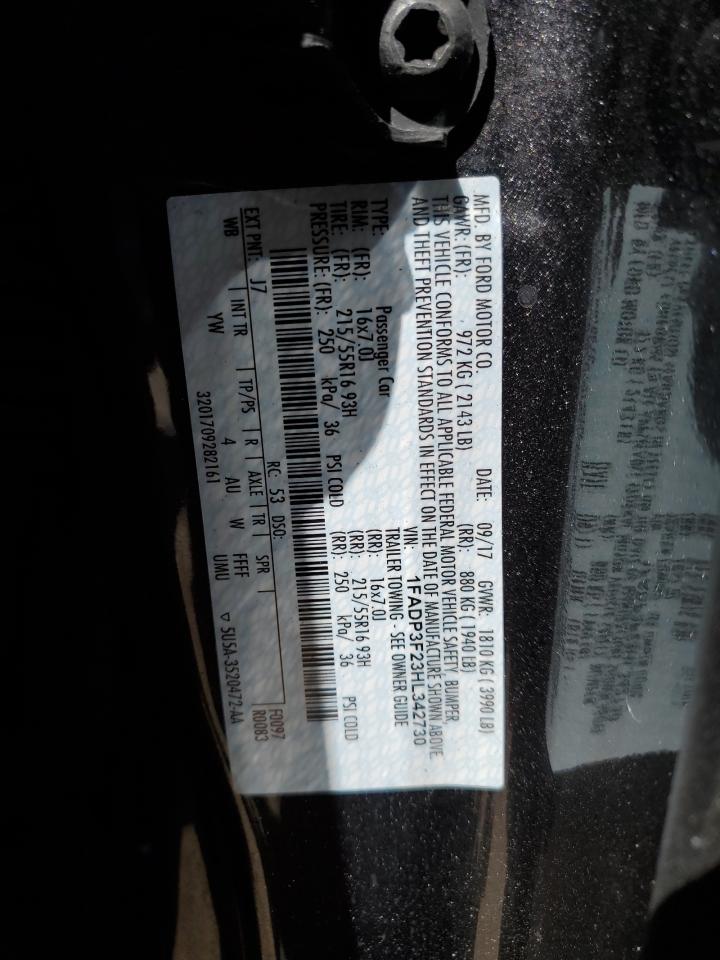 MFD. BY FORD MOTOR CO.
DATE: 09/17 GVWR: 1810 KG ( 3990 LB)
GAWR: (FR): 972 KG ( 2143 LB) (RR): 880 KG ( 1940 LB)
THIS VEHICLE CONFORMS TO ALL APPLICABLE FEDERAL MOTOR VEHICLE SAFETY, BUMPER
AND THEFT PREVENTION STANDARDS IN EFFECT ON THE DATE OF MANUFACTURE SHOWN ABOVE.
VIN: 1FADP3F23HL342730
TYPE: Passenger Car TRAILER TOWING - SEE OWNER GUIDE
RIM: (FR): 16x7.0J (RR): 16x7.0J
TIRE: (FR): 215/55R16 93H (RR): 215/55R16 93H
PRESSURE: (FR): 250 kPa/ 36 PSI COLD (RR): 250 kPa/ 36 PSI COLD
RC: 53 DSO: F0097
EXT PNT: J7 INT TR TP/PS R AXLE TR SPR R0083
WB YW 4 AU W FFFF UMU
3201709282161 ▽ 5U5A-3520472-AA